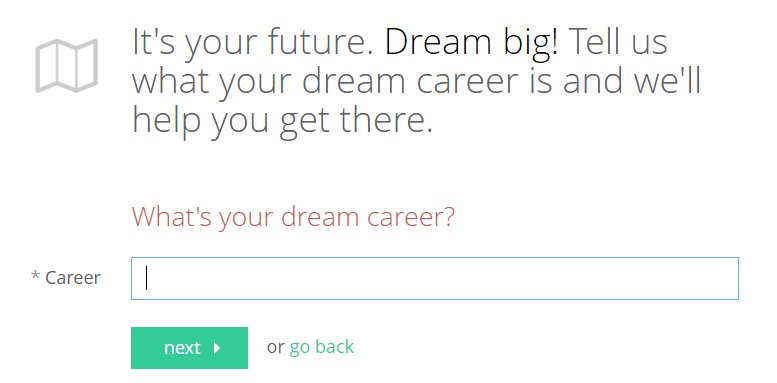 It's your future. Dream big! Tell us
what your dream career is and we'll
help you get there.
What's your dream career?
* Career
next or go back